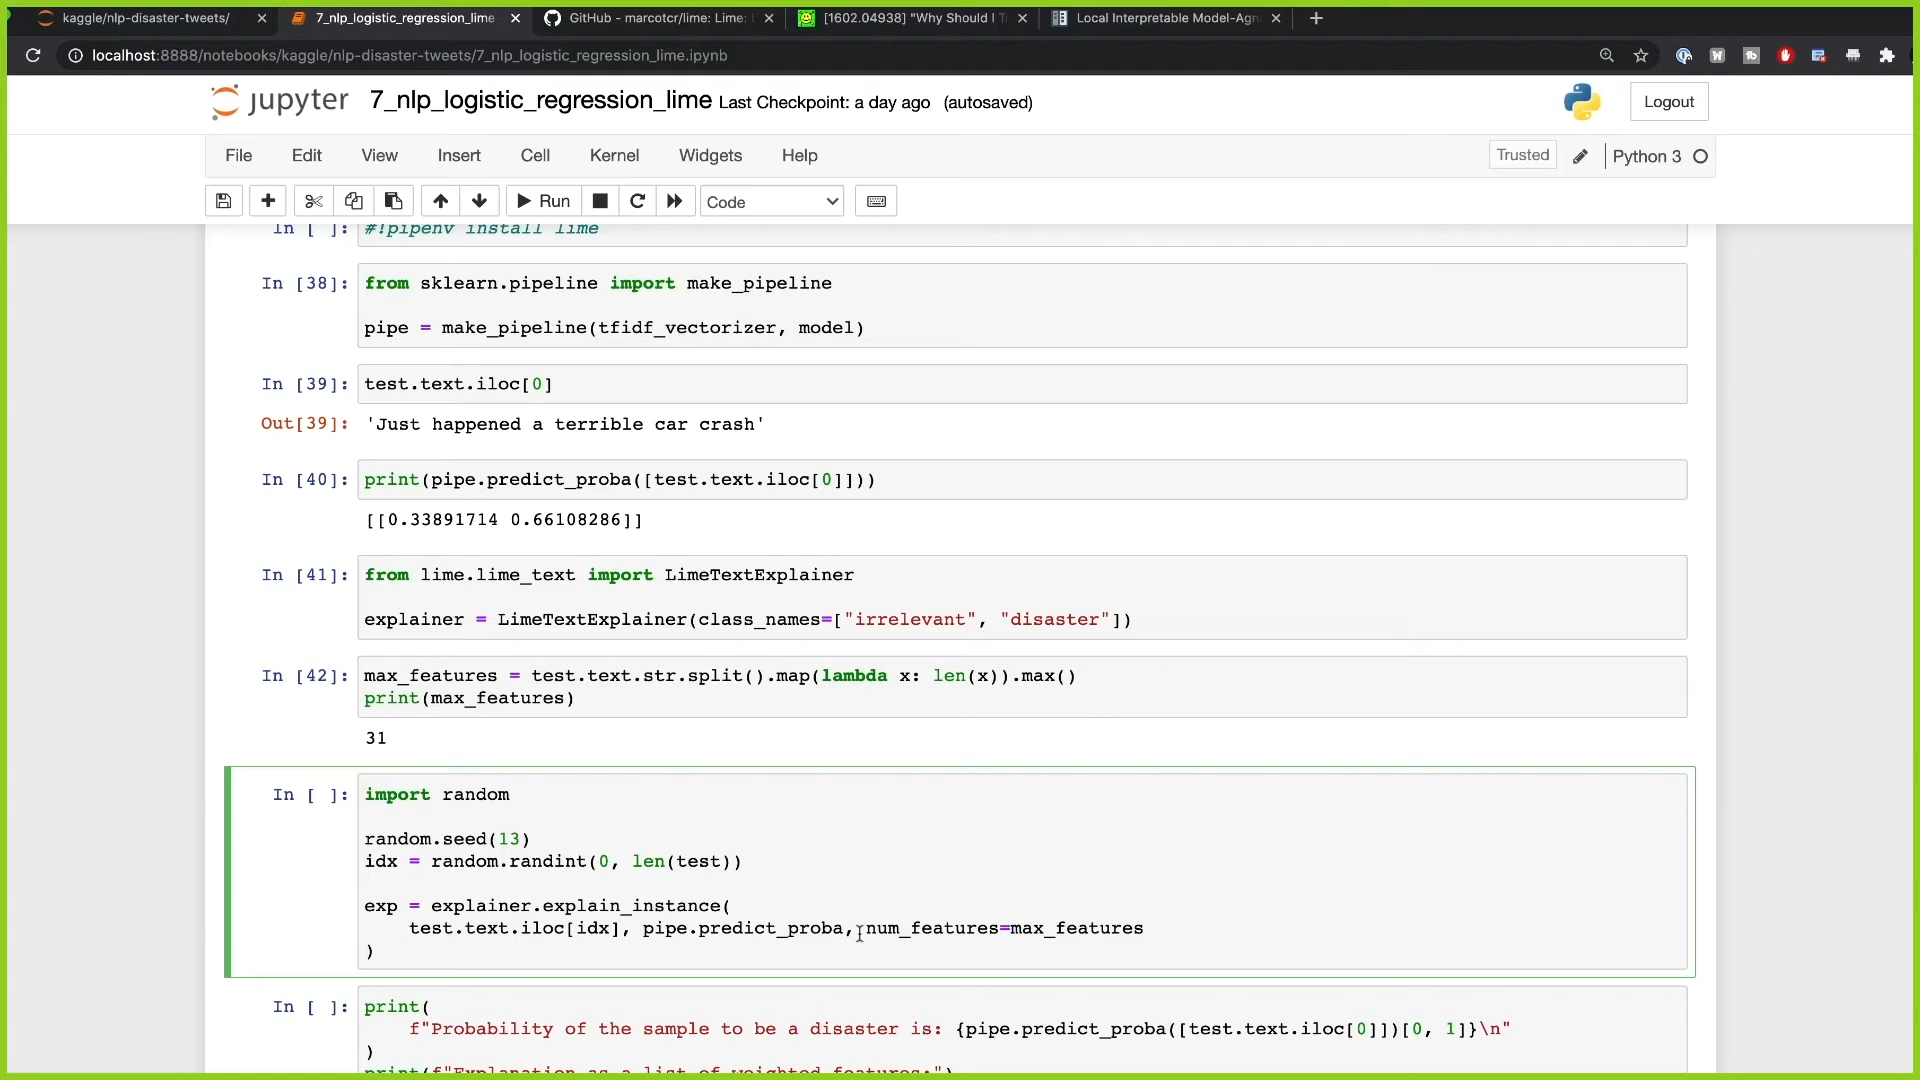 kaggle/nlp-disaster-tweets/
7_nlp_logistic_regression_lime
GitHub - marcotcr/lime: Lime:
[1602.04938] "Why Should I T
Local Interpretable Model-Agn
localhost:8888/notebooks/kaggle/nlp-disaster-tweets/7_nlp_logistic_regression_lime.ipynb
jupyter 7_nlp_logistic_regression_lime Last Checkpoint: a day ago (autosaved)
Logout
File Edit View Insert Cell Kernel Widgets Help
Trusted
Python 3
Run
Code
In [ ]: #!pipenv install lime
In [38]: from sklearn.pipeline import make_pipeline
pipe = make_pipeline(tfidf_vectorizer, model)
In [39]: test.text.iloc[0]
Out[39]: 'Just happened a terrible car crash'
In [40]: print(pipe.predict_proba([test.text.iloc[0]]))
[[0.33891714 0.66108286]]
In [41]: from lime.lime_text import LimeTextExplainer
explainer = LimeTextExplainer(class_names=["irrelevant", "disaster"])
In [42]: max_features = test.text.str.split().map(lambda x: len(x)).max()
print(max_features)
31
In [ ]: import random
random.seed(13)
idx = random.randint(0, len(test))
exp = explainer.explain_instance(
test.text.iloc[idx], pipe.predict_proba, num_features=max_features
)
In [ ]: print(
f"Probability of the sample to be a disaster is: {pipe.predict_proba([test.text.iloc[0]])[0, 1]}\n"
)
print(f"Explanation as a list of weighted features:")